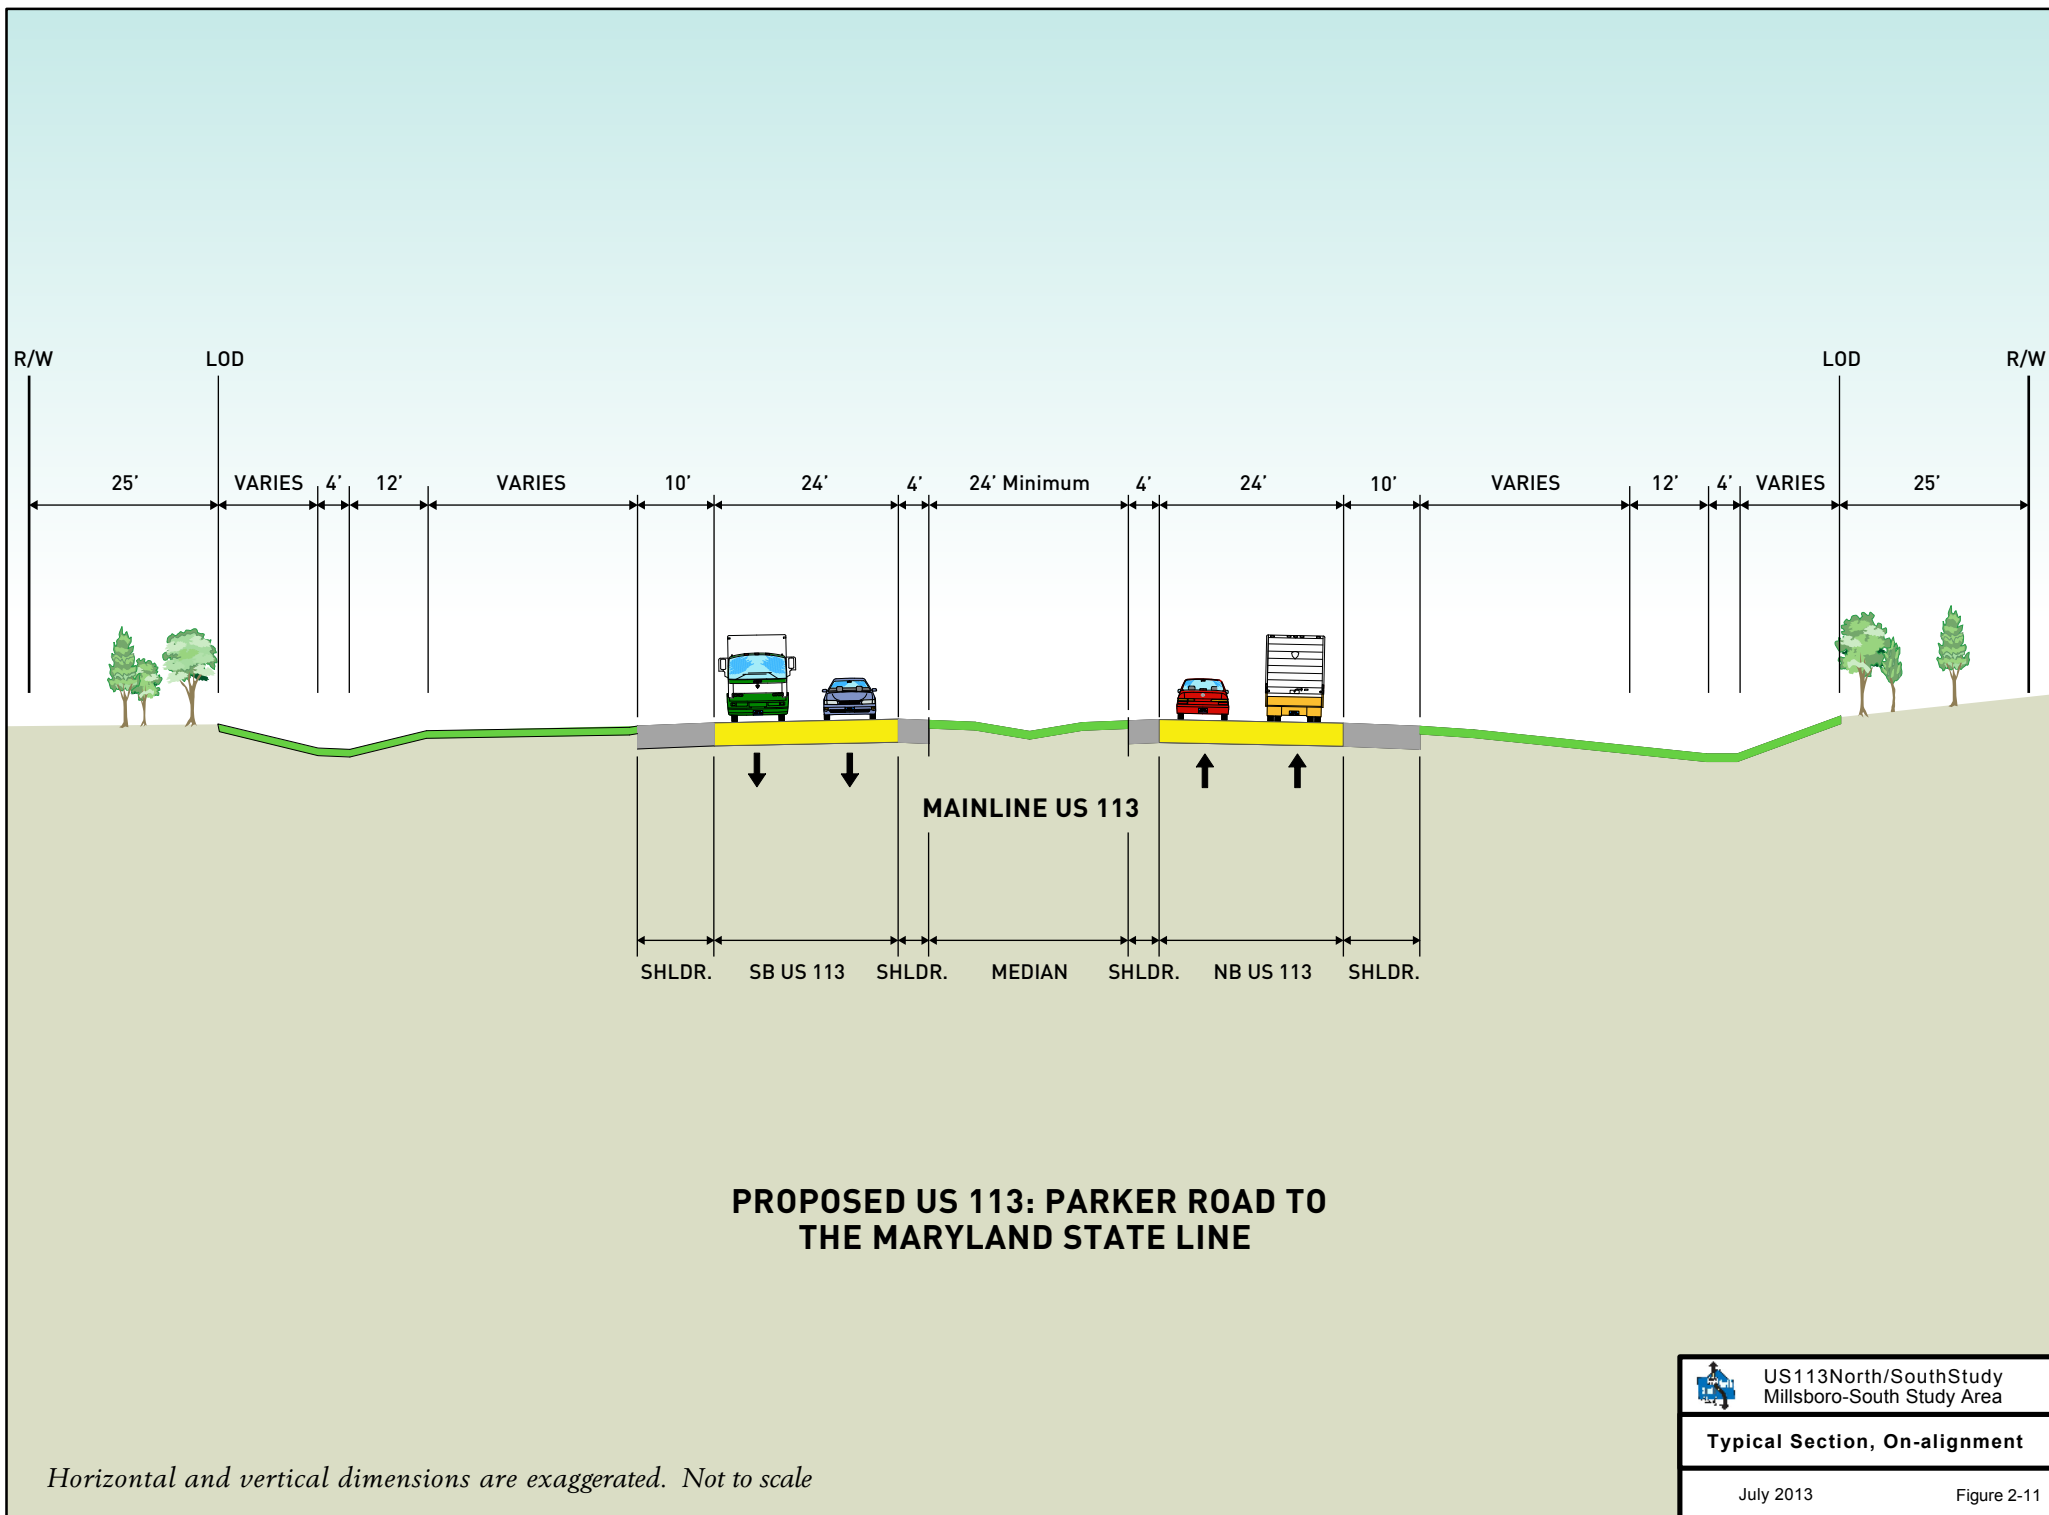 R/W LOD LOD R/W
25' VARIES 4' 12' VARIES 10' 24' 4' 24' Minimum 4' 24' 10' VARIES 12' 4' VARIES 25'
MAINLINE US 113
SHLDR. SB US 113 SHLDR. MEDIAN SHLDR. NB US 113 SHLDR.
PROPOSED US 113: PARKER ROAD TO
THE MARYLAND STATE LINE
US113North/SouthStudy
Millsboro-South Study Area
Typical Section, On-alignment
July 2013 Figure 2-11
Horizontal and vertical dimensions are exaggerated. Not to scale